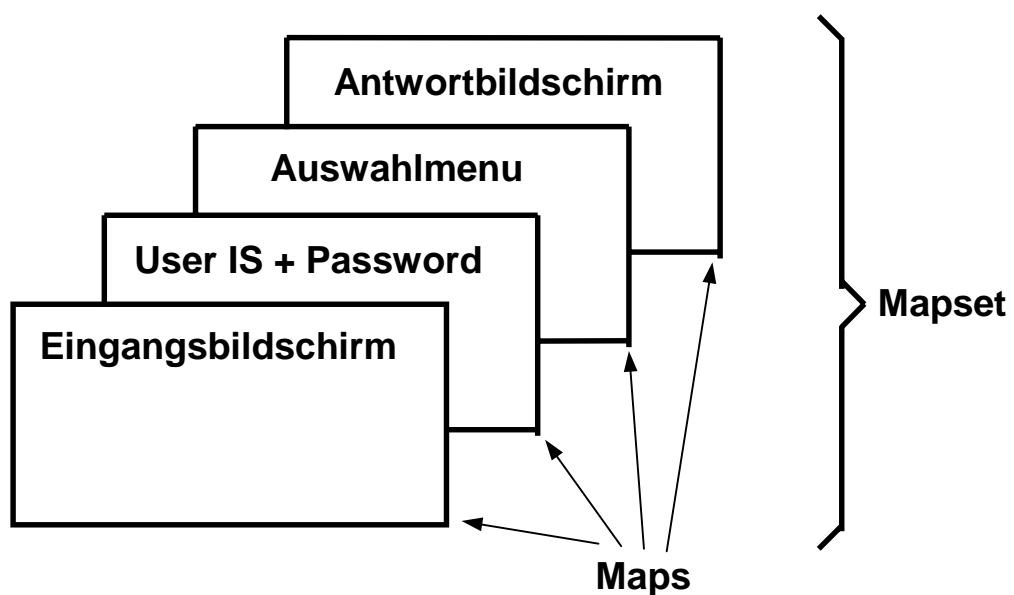 Antwortbildschirm
Auswahlmenu
User IS + Password
Eingangsbildschirm
Mapset
Maps